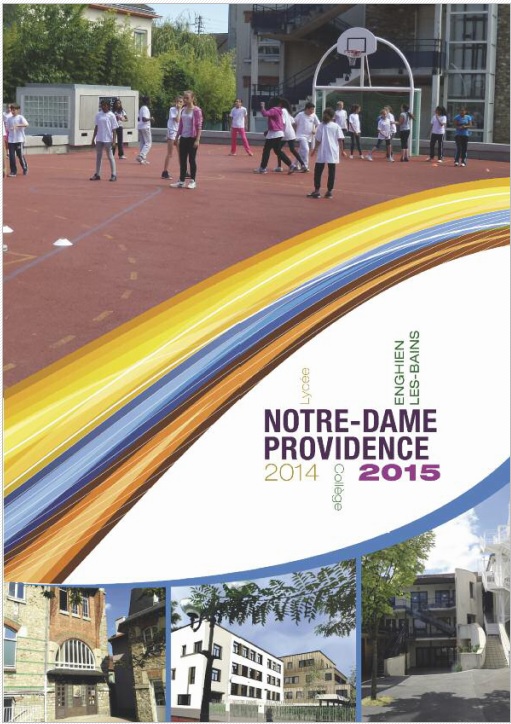 Lycée
ENGHIEN
LES-BAINS
NOTRE-DAME
PROVIDENCE
2014
Collège
2015